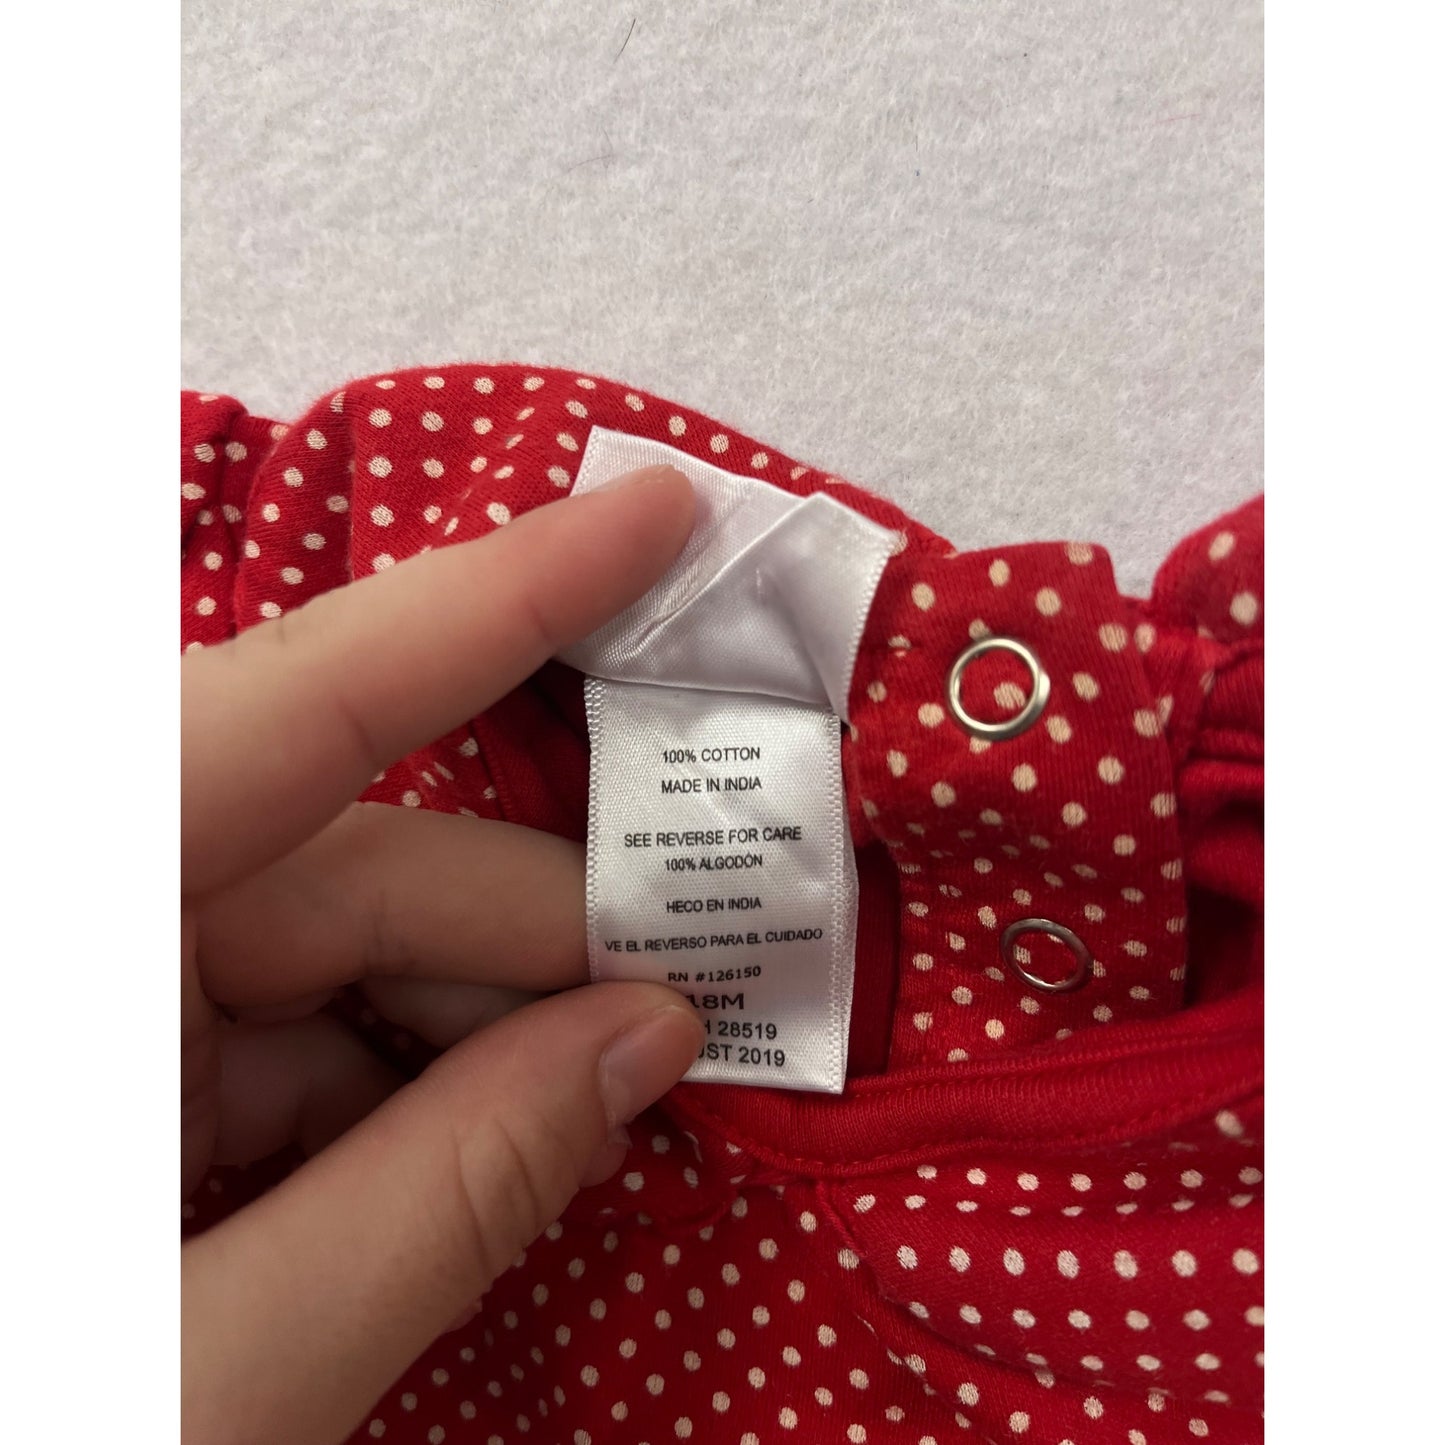 100% COTTON
MADE IN INDIA
SEE REVERSE FOR CARE
100% ALGODÓN
HECO EN INDIA
VE EL REVERSO PARA EL CUIDADO
RN #126150
18M
28519
2019